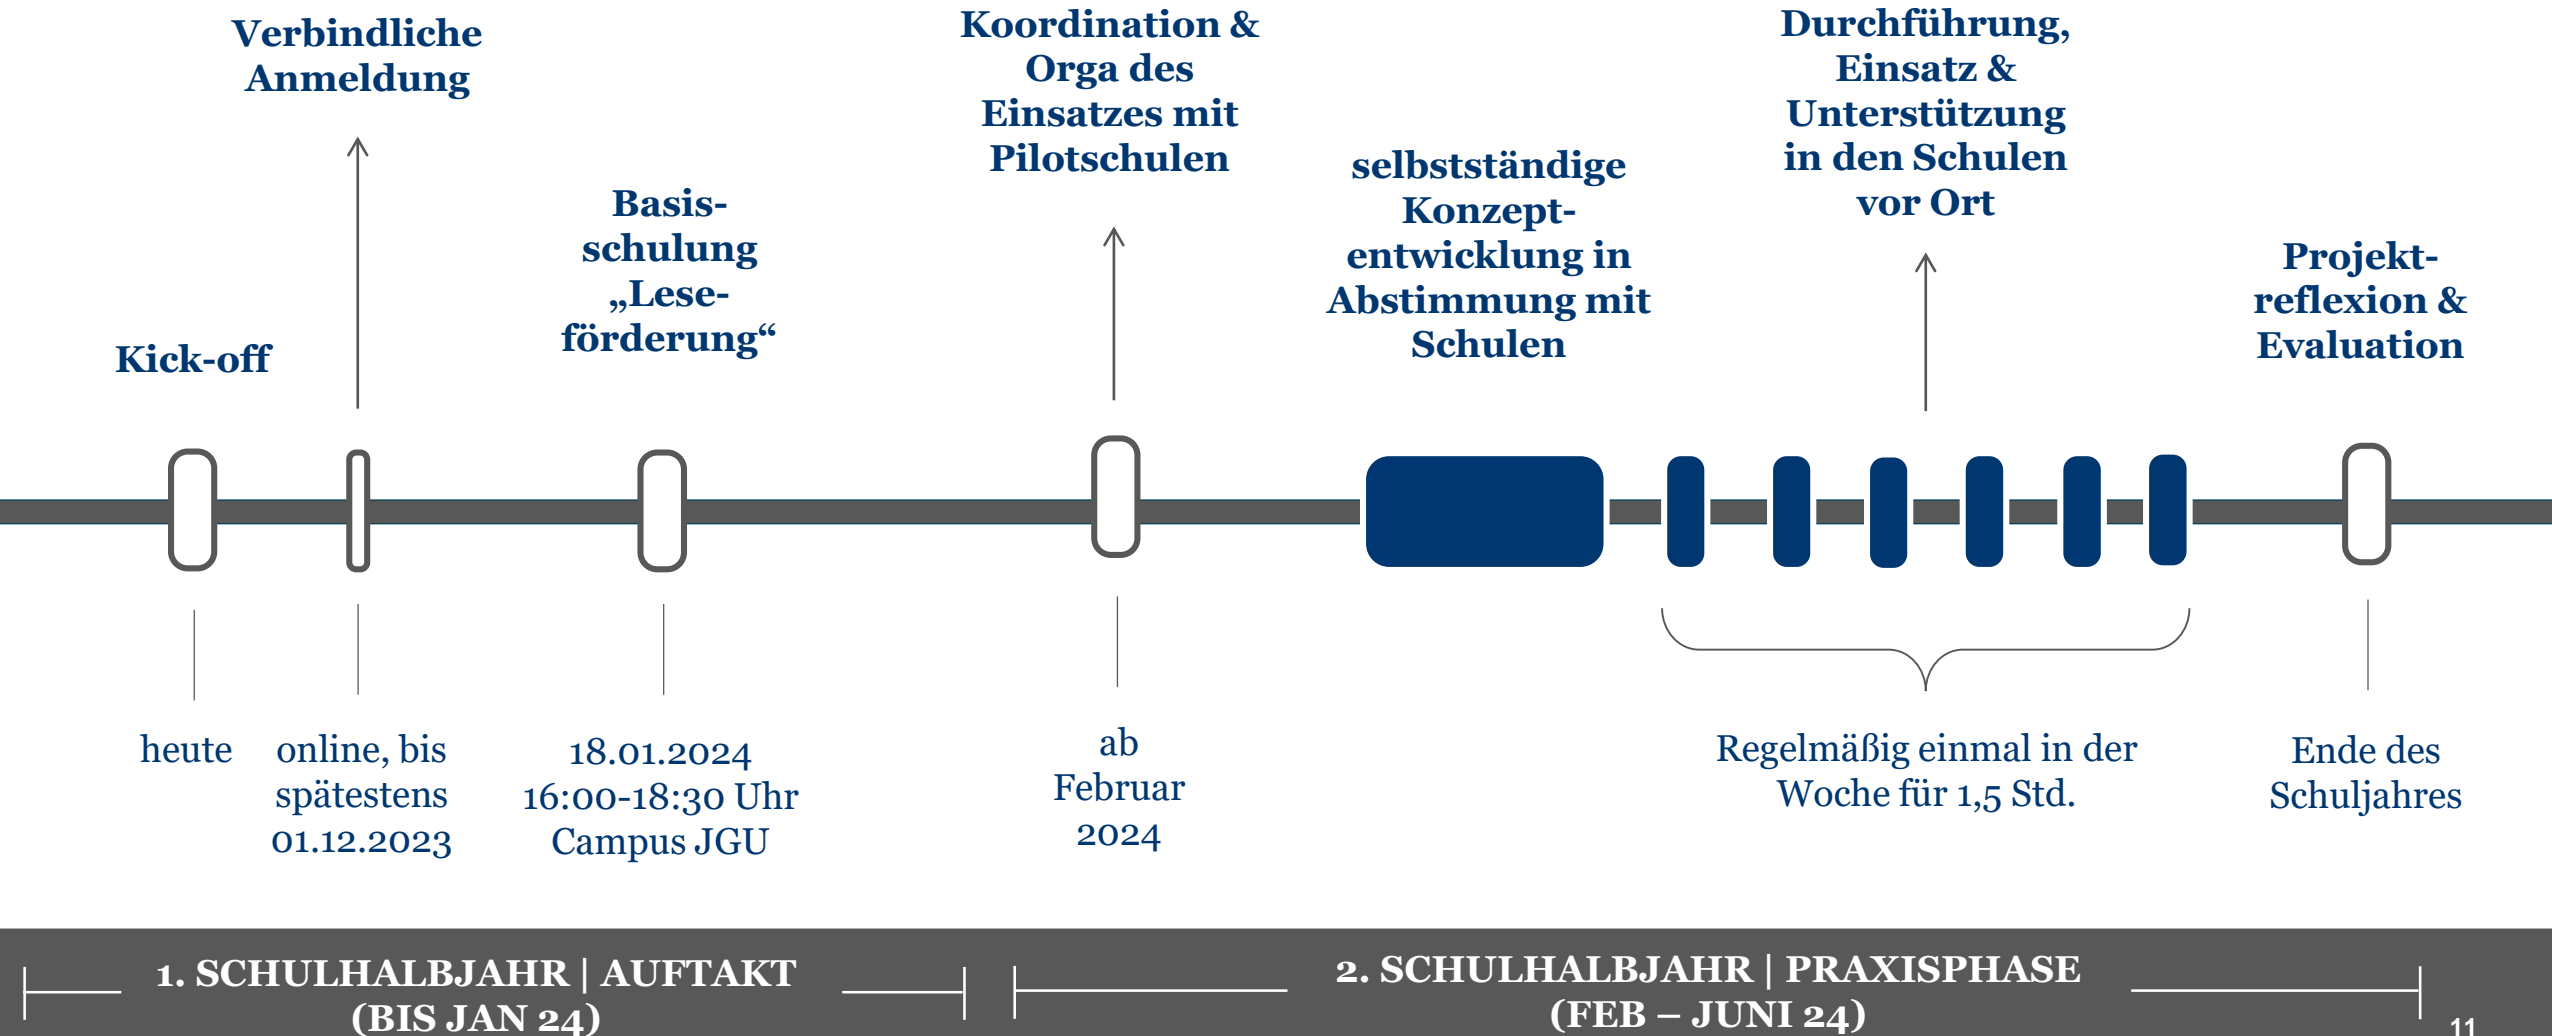 Verbindliche
Anmeldung
Koordination &
Orga des
Einsatzes mit
Pilotschulen
Durchführung,
Einsatz &
Unterstützung
in den Schulen
vor Ort
Kick-off
Basis-
schulung
„Lese-
förderung“
selbstständige
Konzept-
entwicklung in
Abstimmung mit
Schulen
Projekt-
reflexion &
Evaluation
heute
online, bis
spätestens
01.12.2023
18.01.2024
16:00-18:30 Uhr
Campus JGU
ab
Februar
2024
Regelmäßig einmal in der
Woche für 1,5 Std.
Ende des
Schuljahres
1. SCHULHALBJAHR | AUFTAKT
(BIS JAN 24)
2. SCHULHALBJAHR | PRAXISPHASE
(FEB – JUNI 24)
11